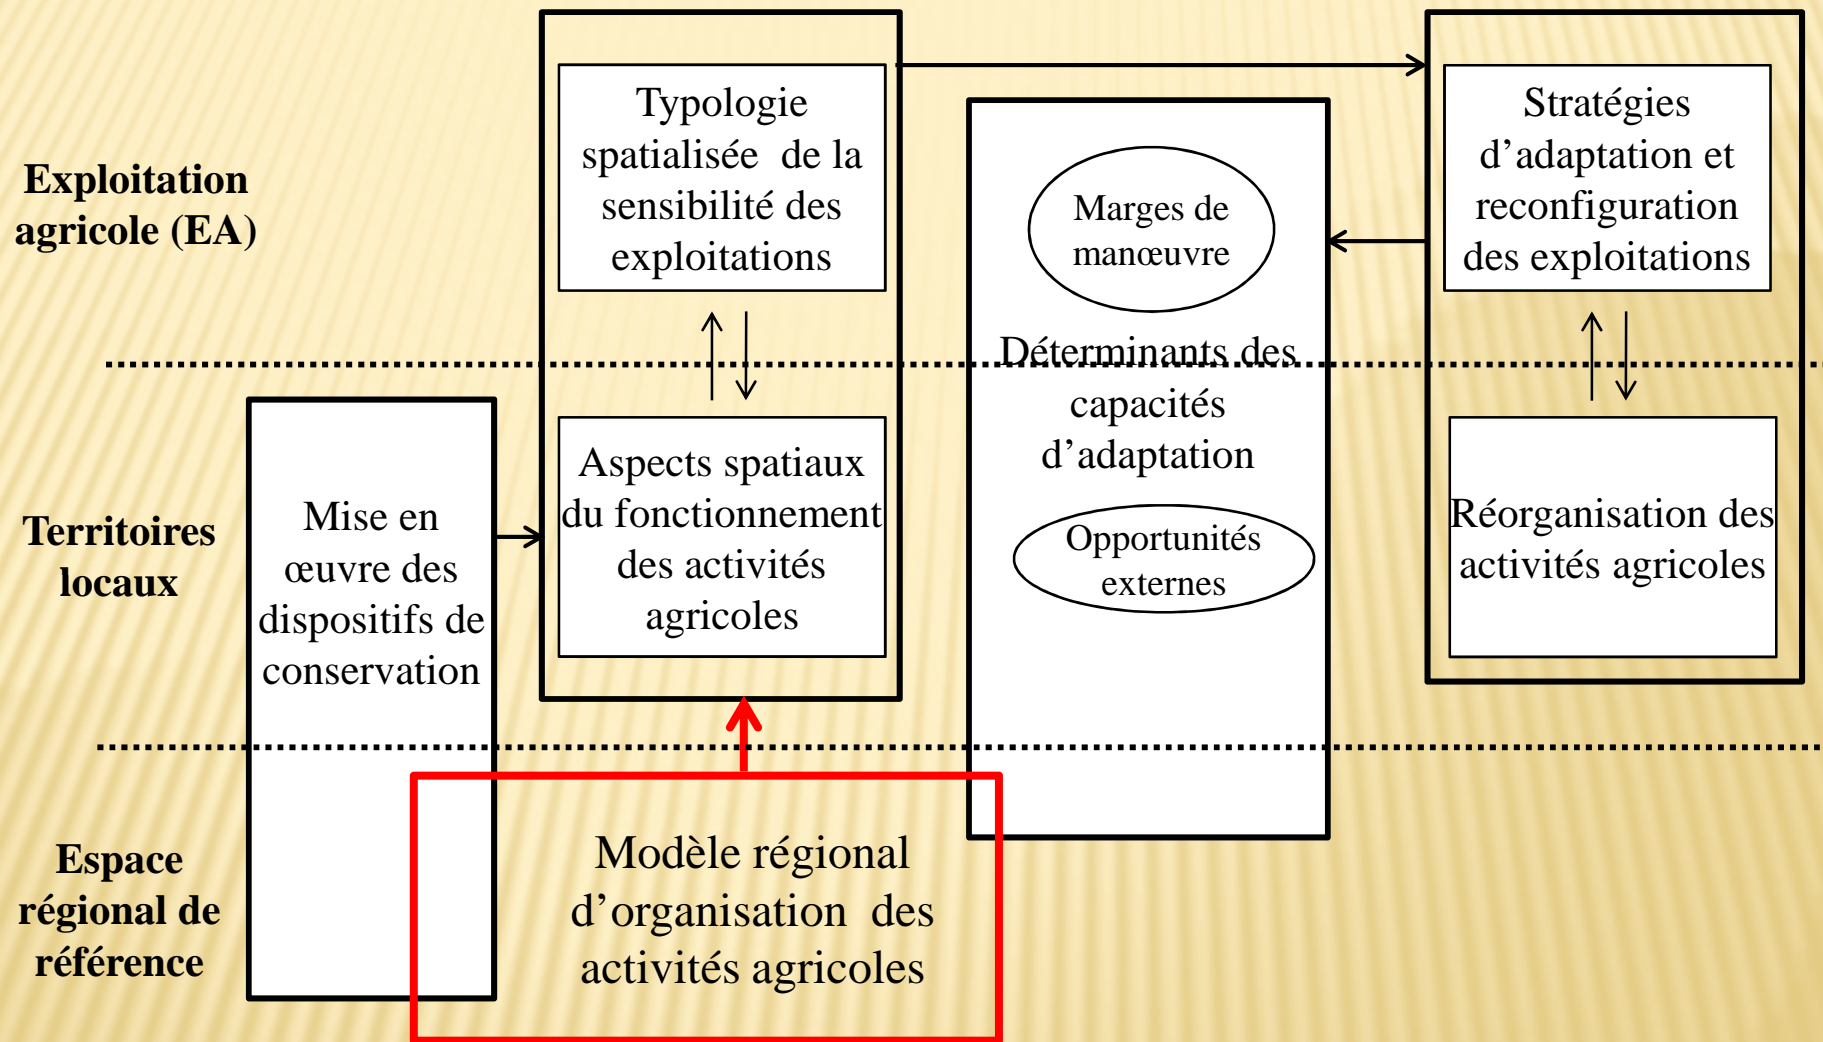 Exploitation
agricole (EA)
Typologie
spatialisée de la
sensibilité des
exploitations
Marges de
manœuvre
Stratégies
d’adaptation et
reconfiguration
des exploitations
Déterminants des
capacités
d’adaptation
Territoires
locaux
Mise en
œuvre des
dispositifs de
conservation
Aspects spatiaux
du fonctionnement
des activités
agricoles
Opportunités
externes
Réorganisation des
activités agricoles
Espace
régional de
référence
Modèle régional
d’organisation des
activités agricoles